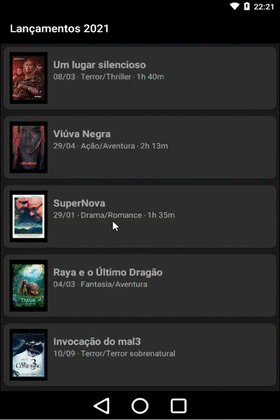 22:21
Lançamentos 2021
Um lugar silencioso
08/03 · Terror/Thriller · 1h 40m
Viúva Negra
29/04 · Ação/Aventura · 2h 13m
SuperNova
29/01 · Drama/Romance · 1h 35m
Raya e o Último Dragão
04/03 · Fantasia/Aventura
Invocação do mal3
10/09 · Terror/Terror sobrenatural